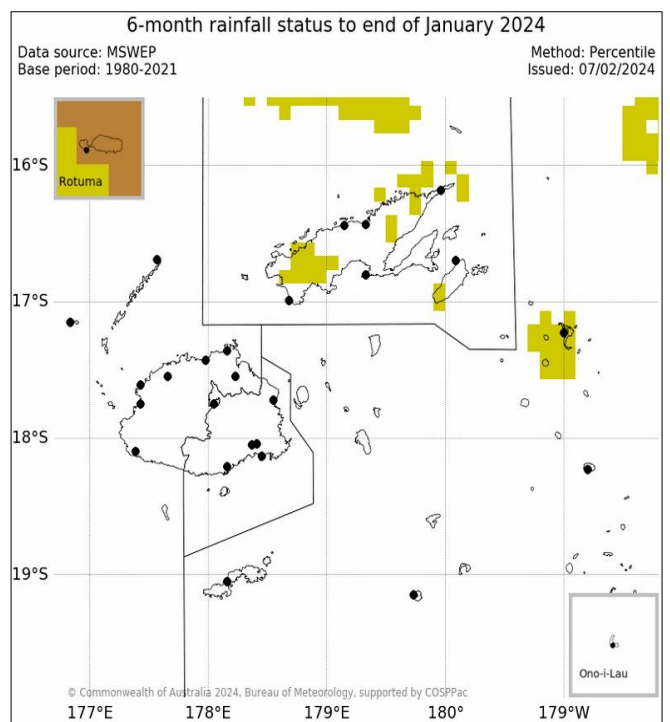 6-month rainfall status to end of January 2024
Data source: MSWEP
Method: Percentile
Base period: 1980-2021
Issued: 07/02/2024
Rotuma
16°S
17°S
18°S
19°S
Ono-i-Lau
© Commonwealth of Australia 2024, Bureau of Meteorology, supported by COSPPac
177°E
178°E
179°E
180°
179°W